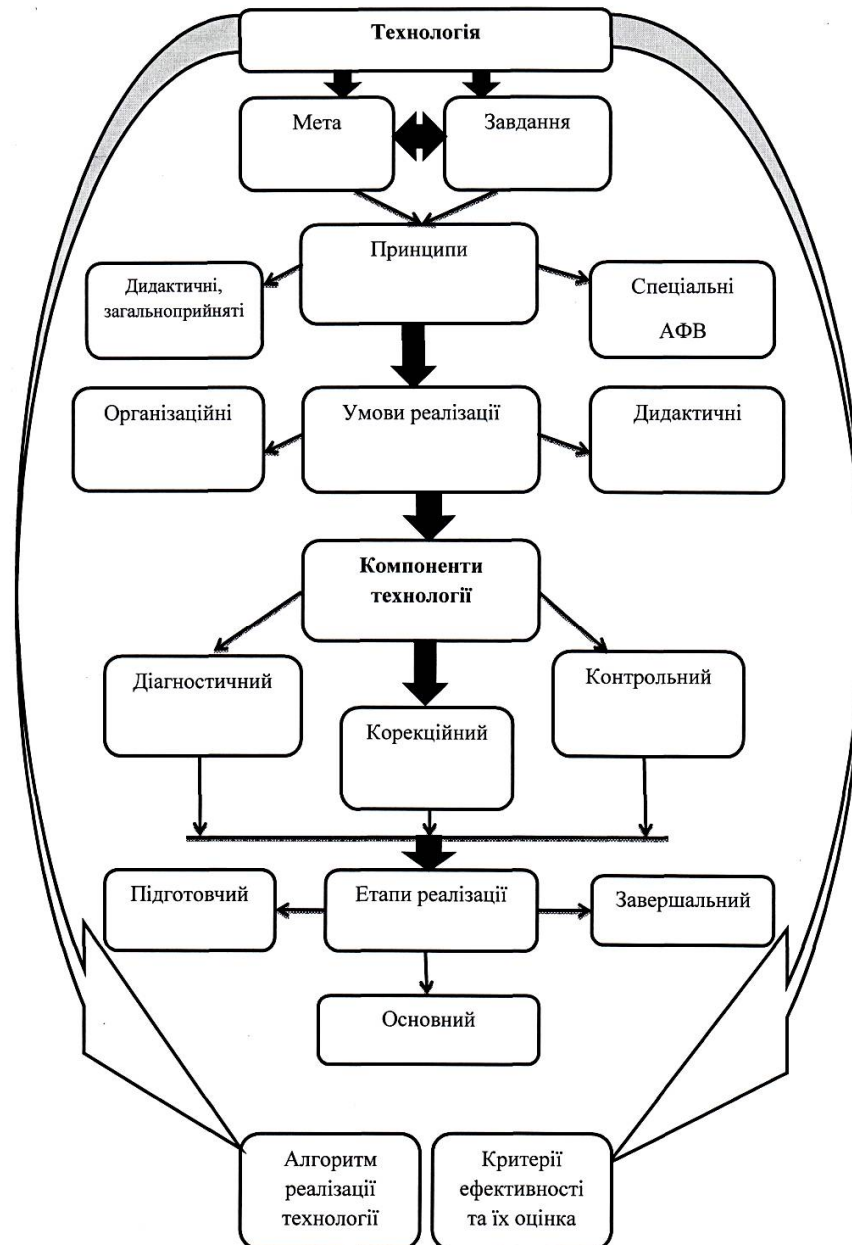 Технологія
Мета
Завдання
Принципи
Дидактичні,
загальноприйняті
Спеціальні
АФВ
Організаційні
Умови реалізації
Дидактичні
Компоненти
технології
Діагностичний
Корекційний
Контрольний
Підготовчий
Етапи реалізації
Завершальний
Основний
Алгоритм
реалізації
технології
Критерії
ефективності
та їх оцінка